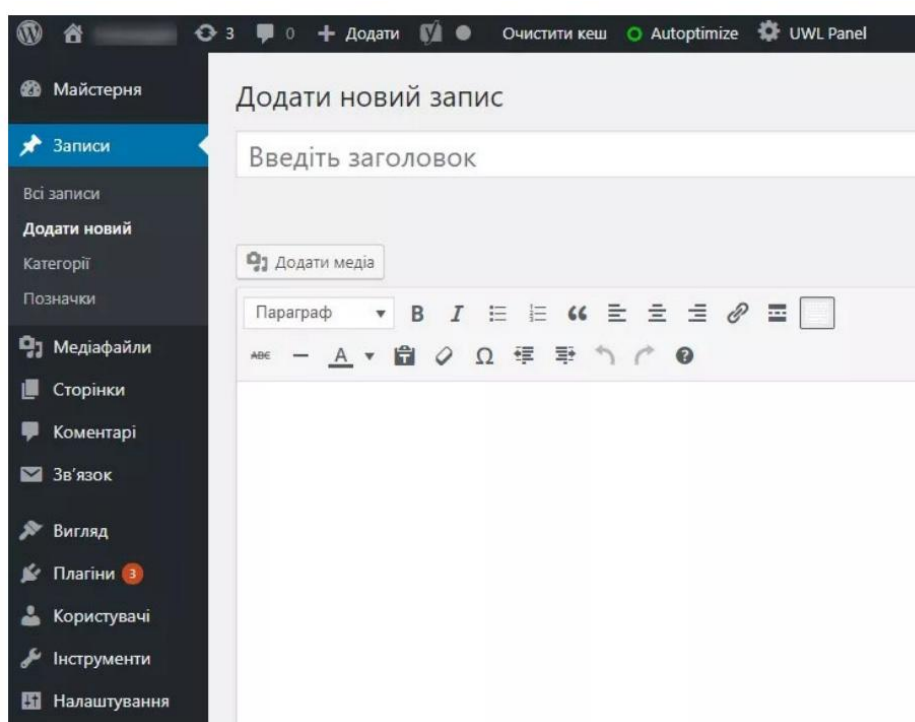 3 0 + Додати Очистити кеш Autoptimize UWL Panel
Майстерня
Записи
Всі записи
Додати новий
Категорії
Позначки
Медіафайли
Сторінки
Коментарі
Зв'язок
Вигляд
Плагіни 3
Користувачі
Інструменти
Налаштування
Додати новий запис
Введіть заголовок
Додати медіа
Параграф B I
ABC A Ω